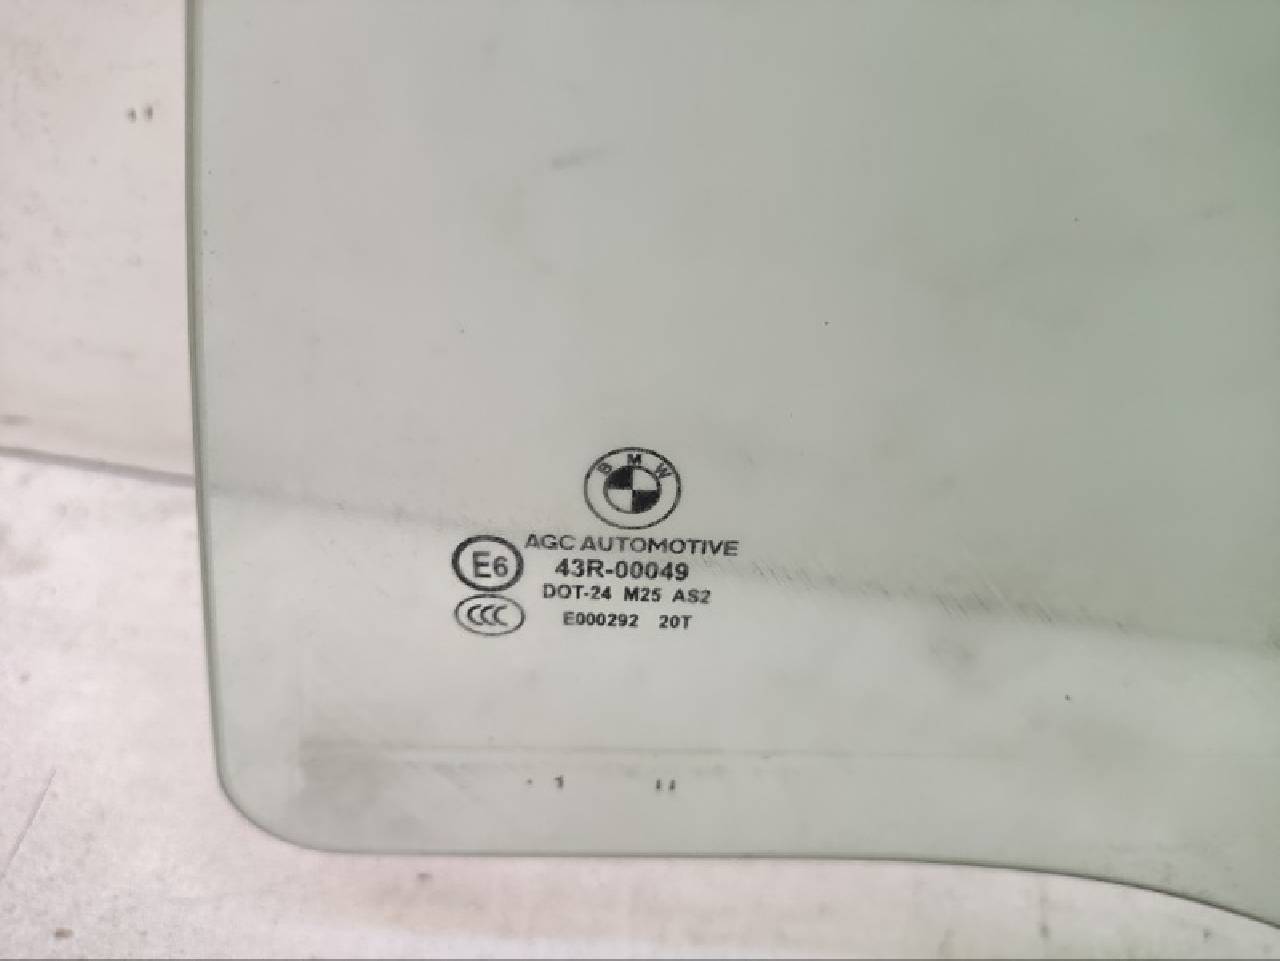 BMW
AGC AUTOMOTIVE
E6 43R-00049
DOT-24 M25 AS2
CCC E000292 20T